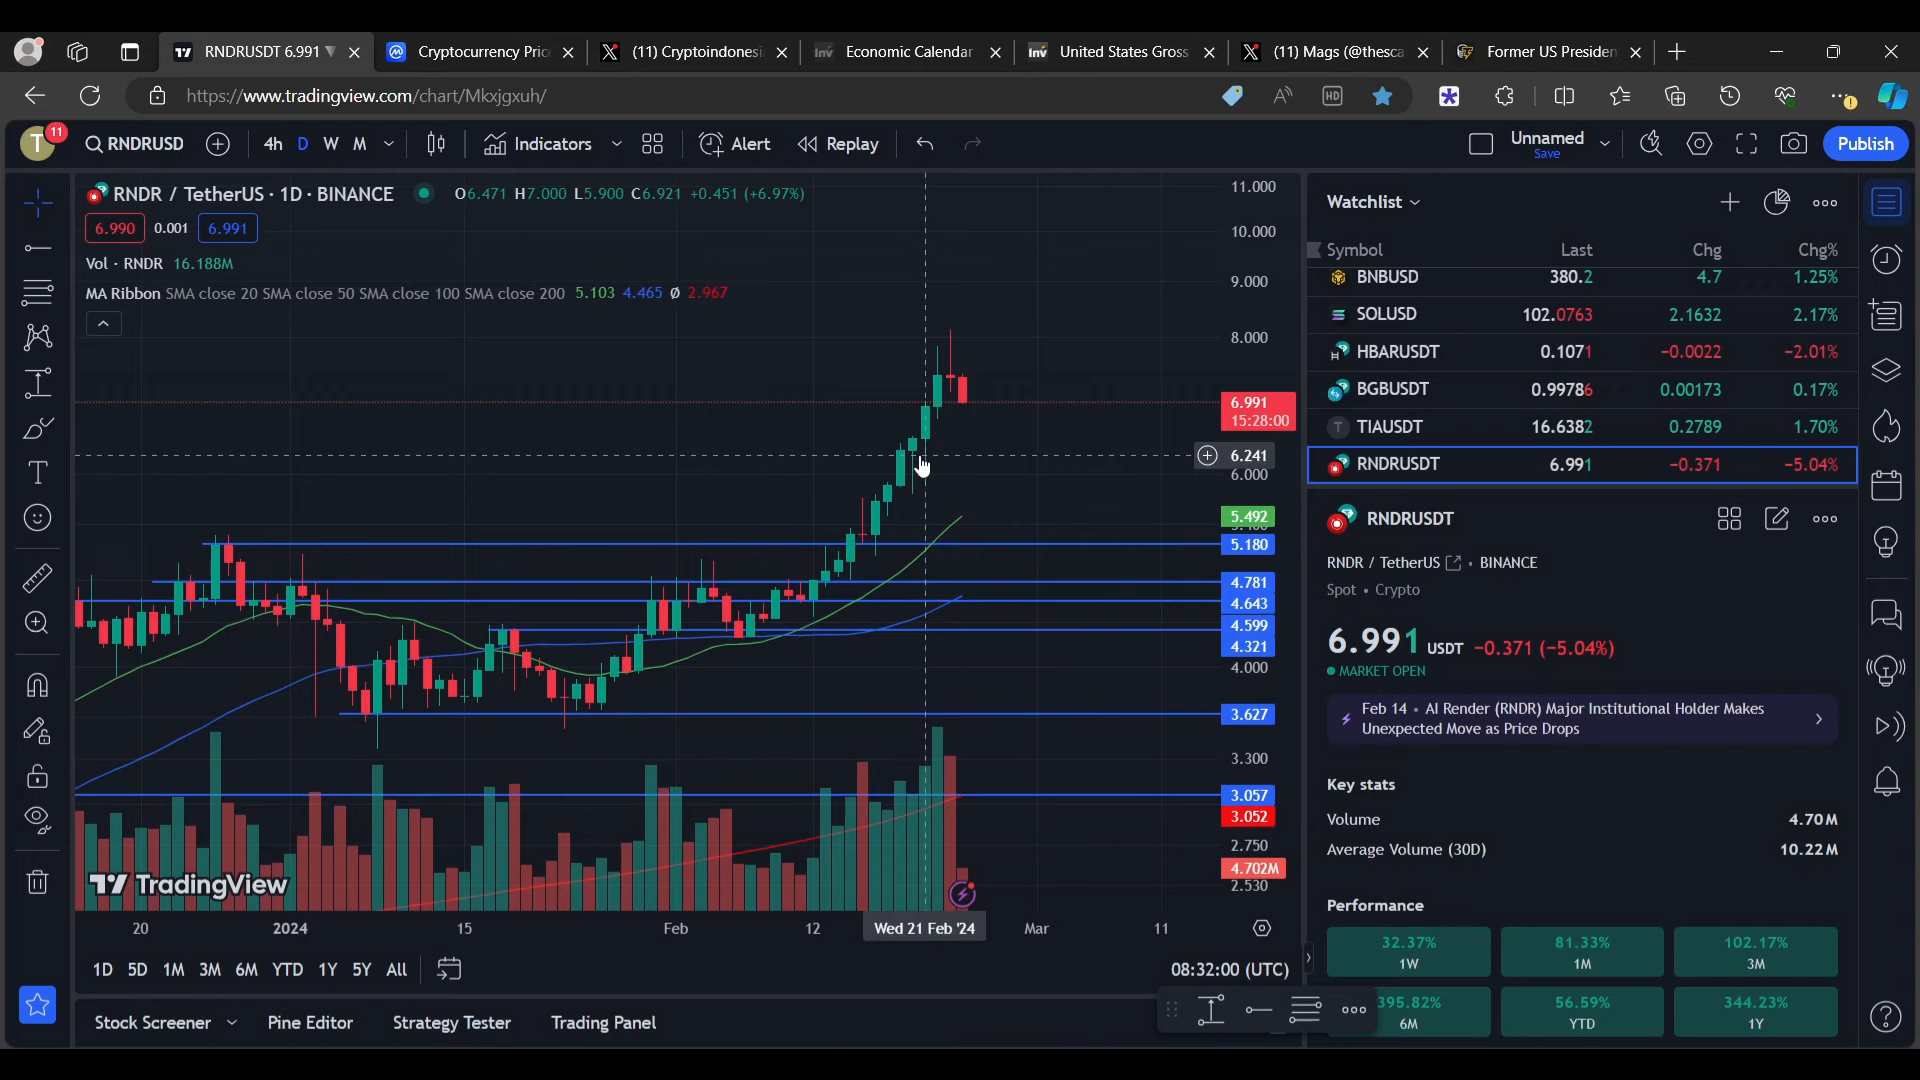 RNDRUSDT 6.991
Cryptocurrency Pric
(11) Cryptoindonesi
Economic Calendar
United States Gross
(11) Mags (@thesca
Former US Presiden
https://www.tradingview.com/chart/Mkxjgxuh/
T 11
RNDRUSD 4h D W M Indicators Alert Replay Unnamed Save Publish
RNDR / TetherUS · 1D · BINANCE O6.471 H7.000 L5.900 C6.921 +0.451 (+6.97%)
6.990 0.001 6.991
Vol · RNDR 16.188M
MA Ribbon SMA close 20 SMA close 50 SMA close 100 SMA close 200 5.103 4.465 Ø 2.967
11.000
10.000
9.000
8.000
6.991
15:28:00
6.241
6.000
5.492
5.180
4.781
4.643
4.599
4.321
4.000
3.627
3.300
3.057
3.052
2.750
4.702M
2.530
TradingView
20 2024 15 Feb 12 Wed 21 Feb '24 Mar 11
1D 5D 1M 3M 6M YTD 1Y 5Y All 08:32:00 (UTC)
Stock Screener Pine Editor Strategy Tester Trading Panel
Watchlist
Symbol Last Chg Chg%
BNBUSD 380.2 4.7 1.25%
SOLUSD 102.0763 2.1632 2.17%
HBARUSDT 0.1071 −0.0022 −2.01%
BGBUSDT 0.99786 0.00173 0.17%
TIAUSDT 16.6382 0.2789 1.70%
RNDRUSDT 6.991 −0.371 −5.04%
RNDRUSDT
RNDR / TetherUS • BINANCE
Spot • Crypto
6.991 USDT −0.371 (−5.04%)
MARKET OPEN
Feb 14 • AI Render (RNDR) Major Institutional Holder Makes
Unexpected Move as Price Drops
Key stats
Volume 4.70M
Average Volume (30D) 10.22M
Performance
32.37% 81.33% 102.17%
1W 1M 3M
395.82% 56.59% 344.23%
6M YTD 1Y